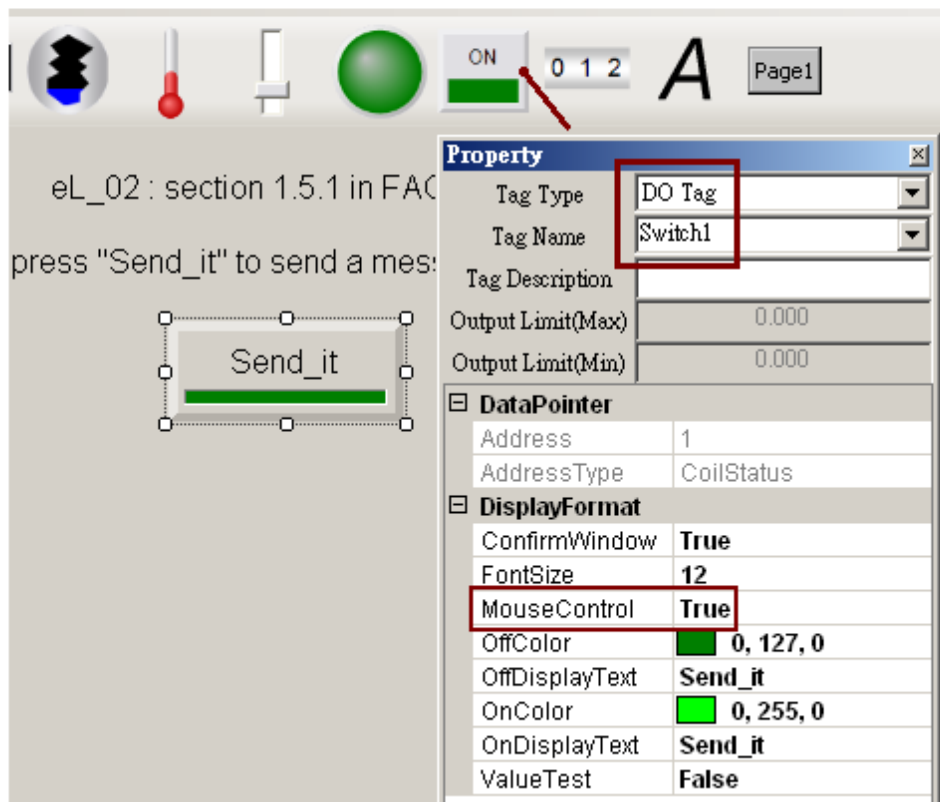 ON
0 1 2
A
Page1
eL_02 : section 1.5.1 in FAC
press "Send_it" to send a mes
Send_it
Property
Tag Type DO Tag
Tag Name Switch1
Tag Description
Output Limit(Max) 0.000
Output Limit(Min) 0.000
DataPointer
Address 1
AddressType CoilStatus
DisplayFormat
ConfirmWindow True
FontSize 12
MouseControl True
OffColor 0, 127, 0
OffDisplayText Send_it
OnColor 0, 255, 0
OnDisplayText Send_it
ValueTest False